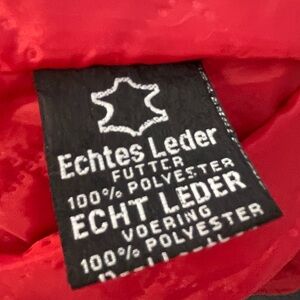 Echtes Leder
FUTTER
100% POLYESTER
ECHT LEDER
VOERING
100% POLYESTER